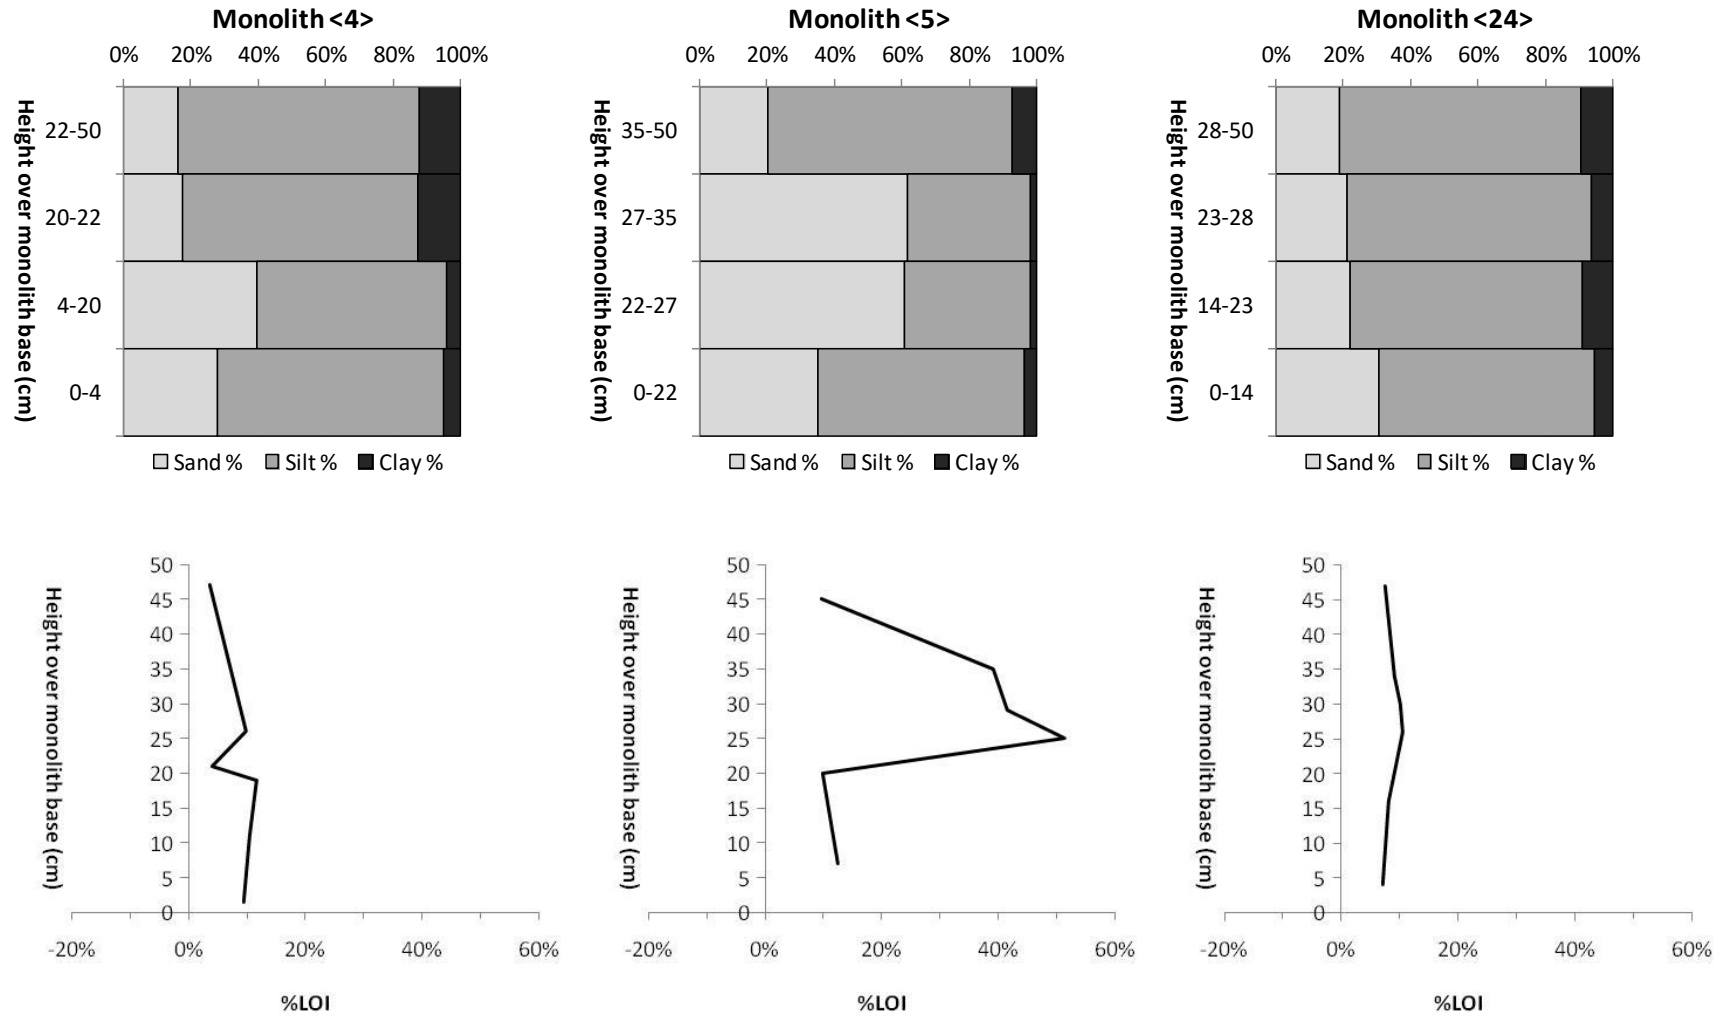 Monolith <4>
0% 20% 40% 60% 80% 100%
Height over monolith base (cm)
22-50
20-22
4-20
0-4
Sand % Silt % Clay %
Monolith <5>
0% 20% 40% 60% 80% 100%
Height over monolith base (cm)
35-50
27-35
22-27
0-22
Sand % Silt % Clay %
Monolith <24>
0% 20% 40% 60% 80% 100%
Height over monolith base (cm)
28-50
23-28
14-23
0-14
Sand % Silt % Clay %
Height over monolith base (cm)
50
45
40
35
30
25
20
15
10
5
0
-20% 0% 20% 40% 60%
%LOI
Height over monolith base (cm)
50
45
40
35
30
25
20
15
10
5
0
-20% 0% 20% 40% 60%
%LOI
Height over monolith base (cm)
50
45
40
35
30
25
20
15
10
5
0
-20% 0% 20% 40% 60%
%LOI